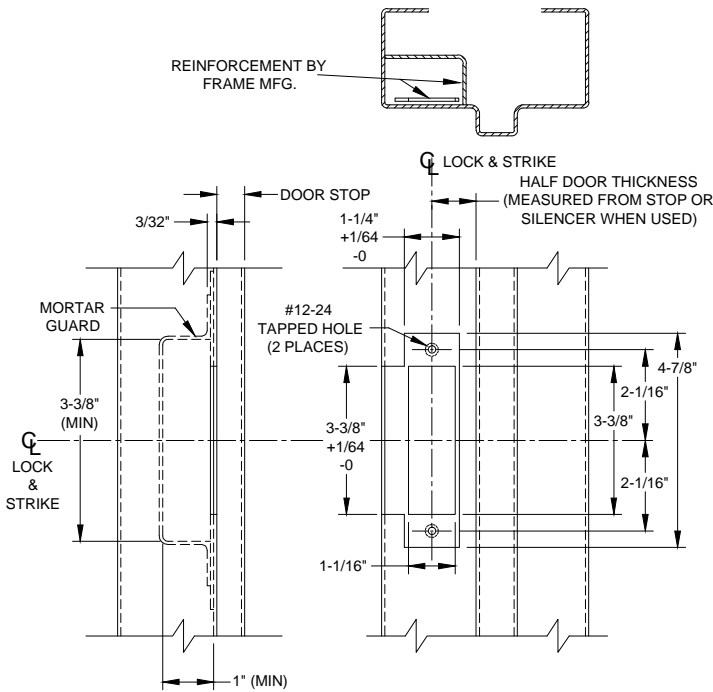 REINFORCEMENT BY
FRAME MFG.
℄ LOCK & STRIKE
DOOR STOP
HALF DOOR THICKNESS
(MEASURED FROM STOP OR
SILENCER WHEN USED)
3/32"
1-1/4"
+1/64
-0
MORTAR
GUARD
#12-24
TAPPED HOLE
(2 PLACES)
4-7/8"
2-1/16"
3-3/8"
(MIN)
3-3/8"
+1/64
-0
3-3/8"
℄
LOCK
&
STRIKE
2-1/16"
1-1/16"
1" (MIN)